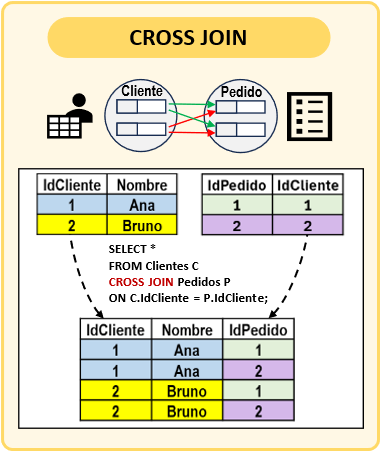 CROSS JOIN
Cliente Pedido
IdCliente Nombre
1 Ana
2 Bruno
IdPedido IdCliente
1 1
2 2
SELECT *
FROM Clientes C
CROSS JOIN Pedidos P
ON C.IdCliente = P.IdCliente;
IdCliente Nombre IdPedido
1 Ana 1
1 Ana 2
2 Bruno 1
2 Bruno 2